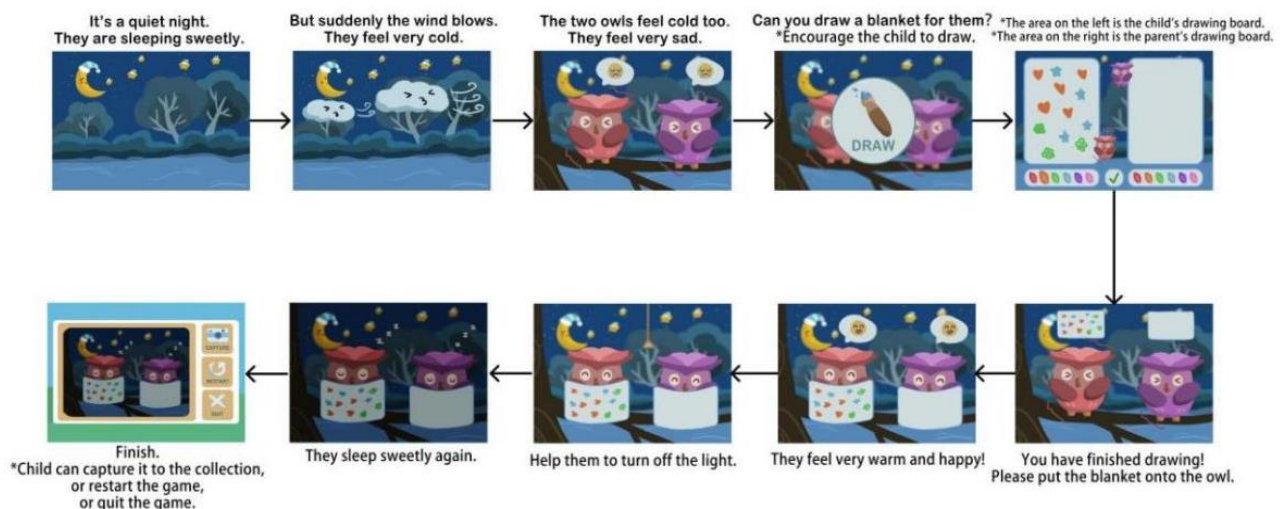 It's a quiet night.
They are sleeping sweetly.
But suddenly the wind blows.
They feel very cold.
The two owls feel cold too.
They feel very sad.
Can you draw a blanket for them?
*Encourage the child to draw.
*The area on the left is the child's drawing board.
*The area on the right is the parent's drawing board.
DRAW
You have finished drawing!
Please put the blanket onto the owl.
They feel very warm and happy!
Help them to turn off the light.
z z z
z z z
They sleep sweetly again.
CAPTURE
RESTART
QUIT
Finish.
*Child can capture it to the collection,
or restart the game,
or quit the game.